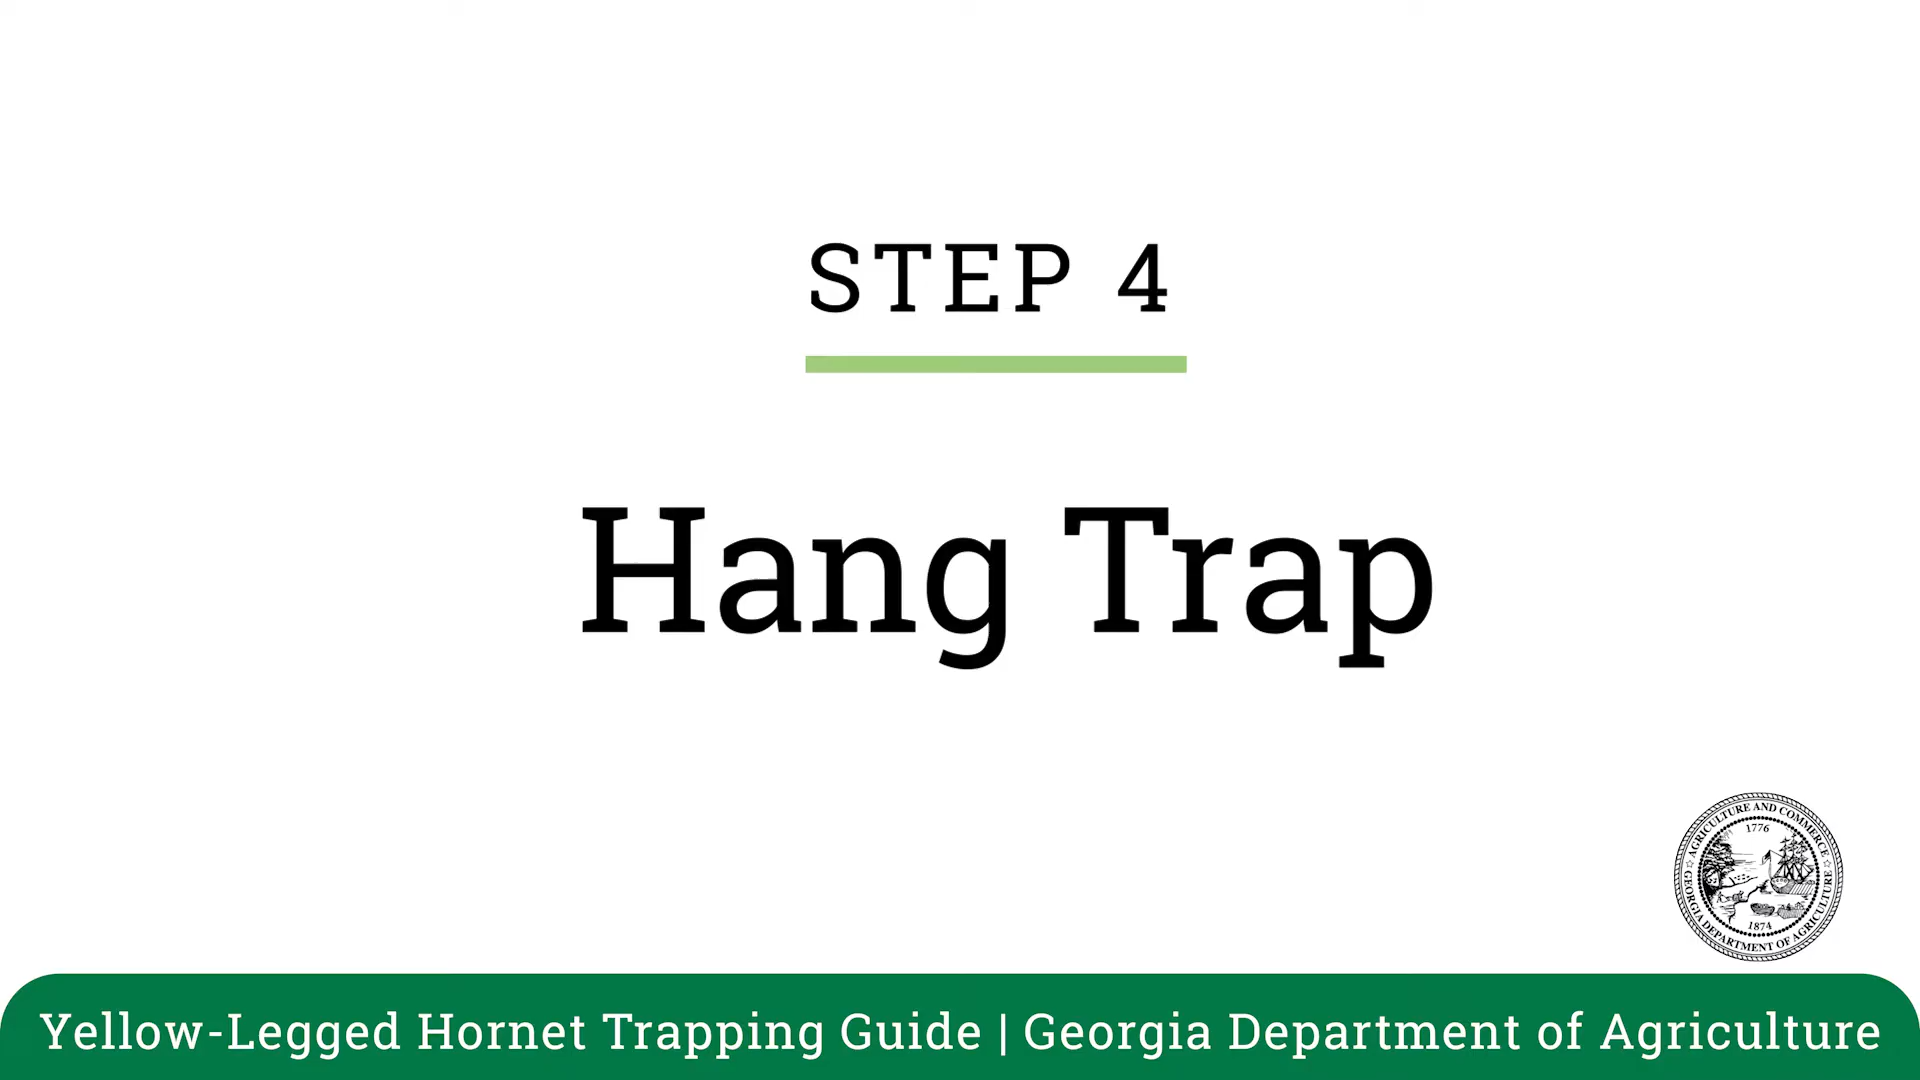 STEP 4
Hang Trap
AGRICULTURE AND COMMERCE
1776
1874
GEORGIA DEPARTMENT OF AGRICULTURE
Yellow-Legged Hornet Trapping Guide | Georgia Department of Agriculture